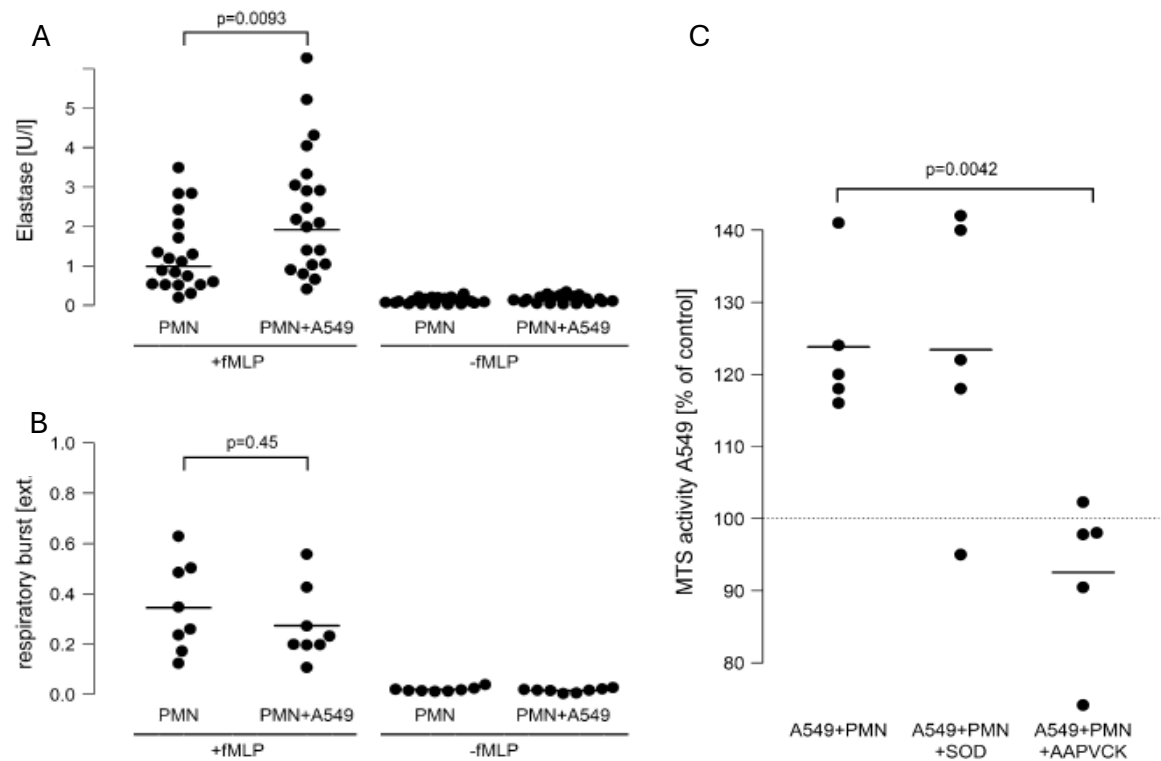 A
p=0.0093
Elastase [U/l]
5
4
3
2
1
0
PMN
PMN+A549
PMN
PMN+A549
+fMLP
-fMLP
B
p=0.45
respiratory burst [ext.
1.0
0.8
0.6
0.4
0.2
0.0
PMN
PMN+A549
PMN
PMN+A549
+fMLP
-fMLP
C
p=0.0042
MTS activity A549 [% of control]
140
130
120
110
100
90
80
A549+PMN
A549+PMN
+SOD
A549+PMN
+AAPVCK